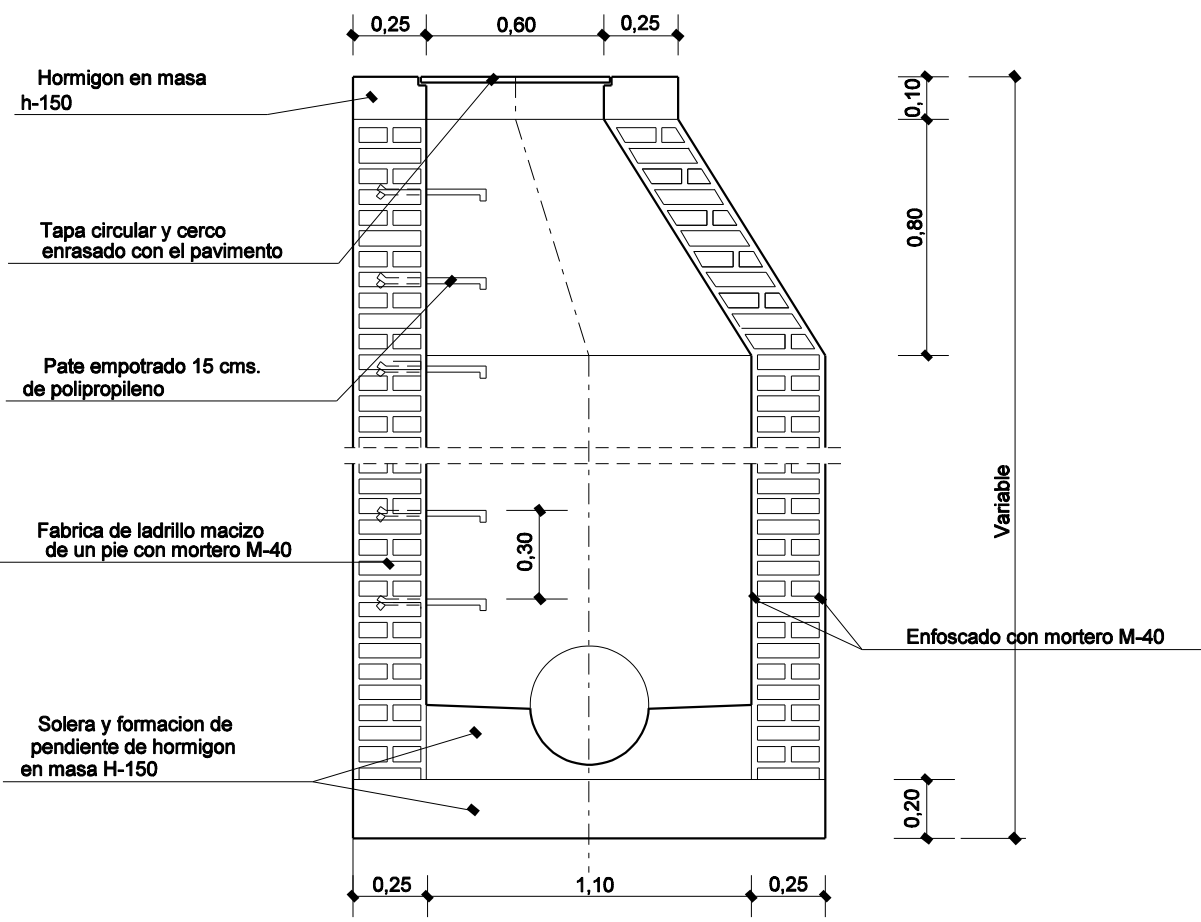 0,25
0,60
0,25
Hormigon en masa
h-150
0,10
Tapa circular y cerco
enrasado con el pavimento
0,80
Pate empotrado 15 cms.
de polipropileno
Variable
Fabrica de ladrillo macizo
de un pie con mortero M-40
0,30
Enfoscado con mortero M-40
Solera y formacion de
pendiente de hormigon
en masa H-150
0,20
0,25
1,10
0,25